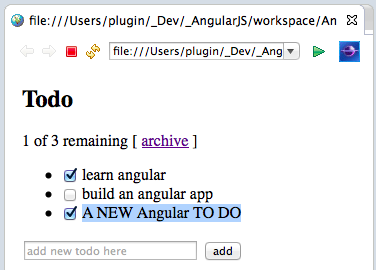 file:///Users/plugin/_Dev/_AngularJS/workspace/An
file:///Users/plugin/_Dev/_Ang
Todo
1 of 3 remaining [ archive ]
learn angular
build an angular app
A NEW Angular TO DO
add new todo here
add